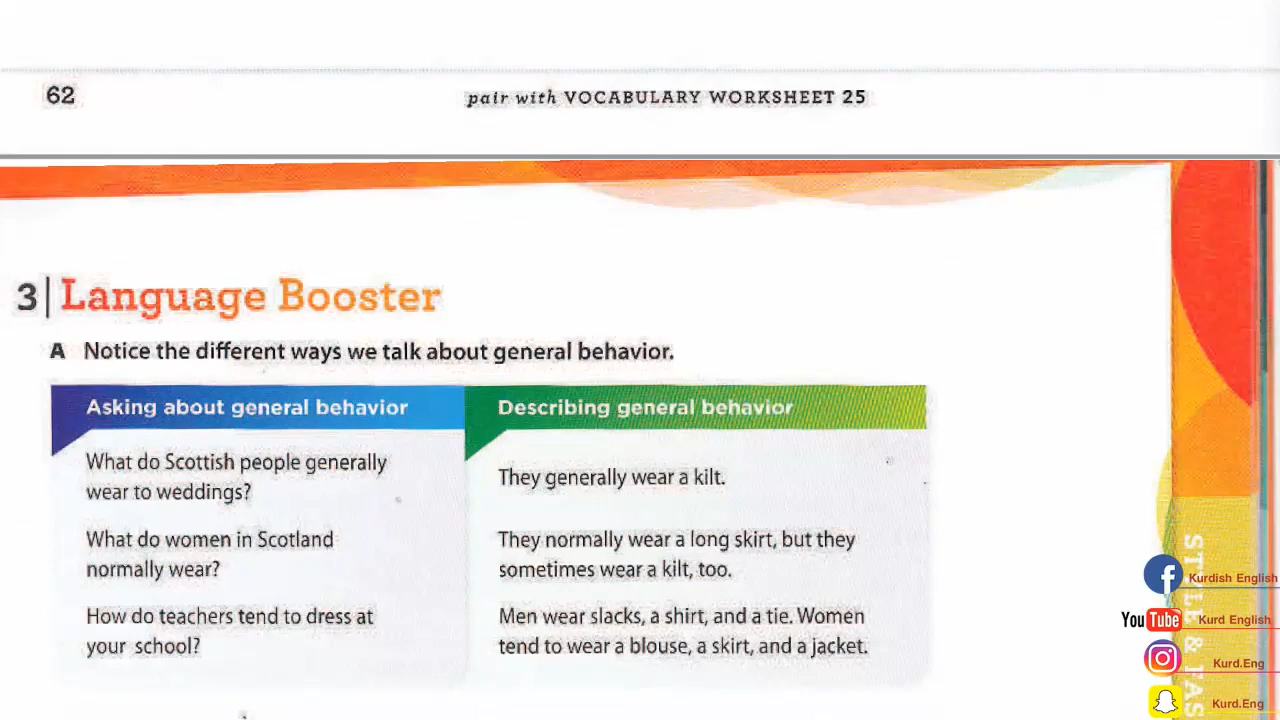 62
pair with VOCABULARY WORKSHEET 25
3 Language Booster
A Notice the different ways we talk about general behavior.
Asking about general behavior
Describing general behavior
What do Scottish people generally
wear to weddings?
They generally wear a kilt.
What do women in Scotland
normally wear?
They normally wear a long skirt, but they
sometimes wear a kilt, too.
How do teachers tend to dress at
your school?
Men wear slacks, a shirt, and a tie. Women
tend to wear a blouse, a skirt, and a jacket.
STYLE & FAS
Kurdish English
YouTube
Kurd English
Kurd.Eng
Kurd.Eng